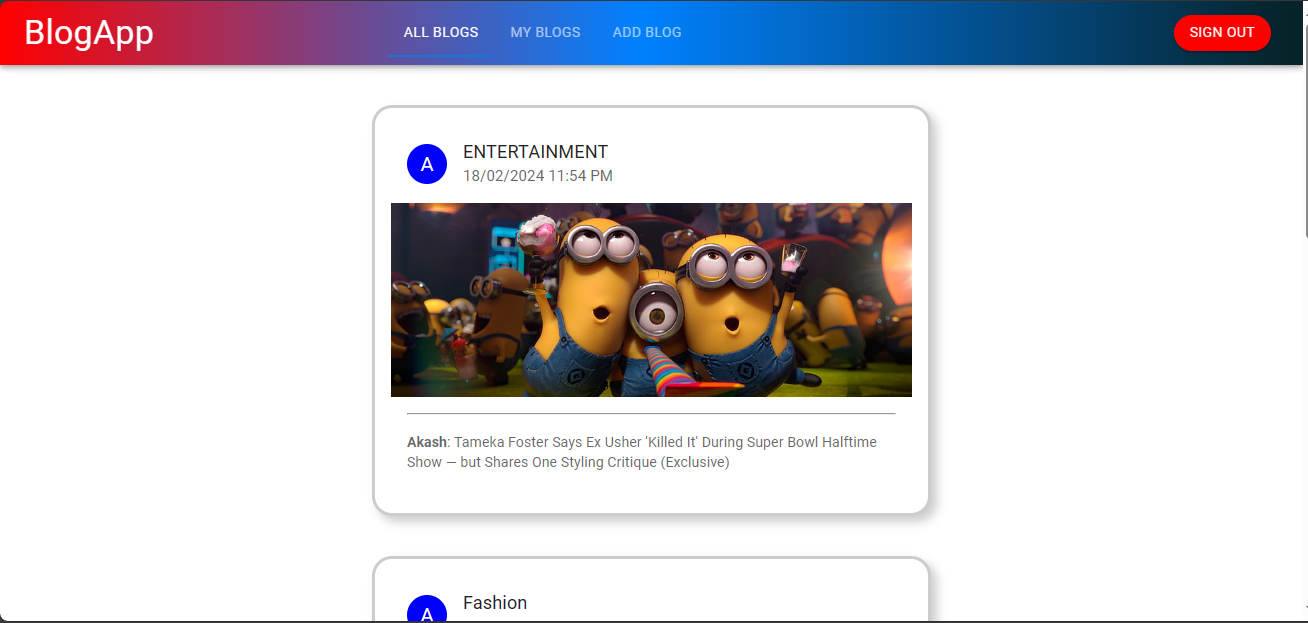 BlogApp
ALL BLOGS
MY BLOGS
ADD BLOG
SIGN OUT
A
ENTERTAINMENT
18/02/2024 11:54 PM
Akash: Tameka Foster Says Ex Usher 'Killed It' During Super Bowl Halftime
Show — but Shares One Styling Critique (Exclusive)
A
Fashion